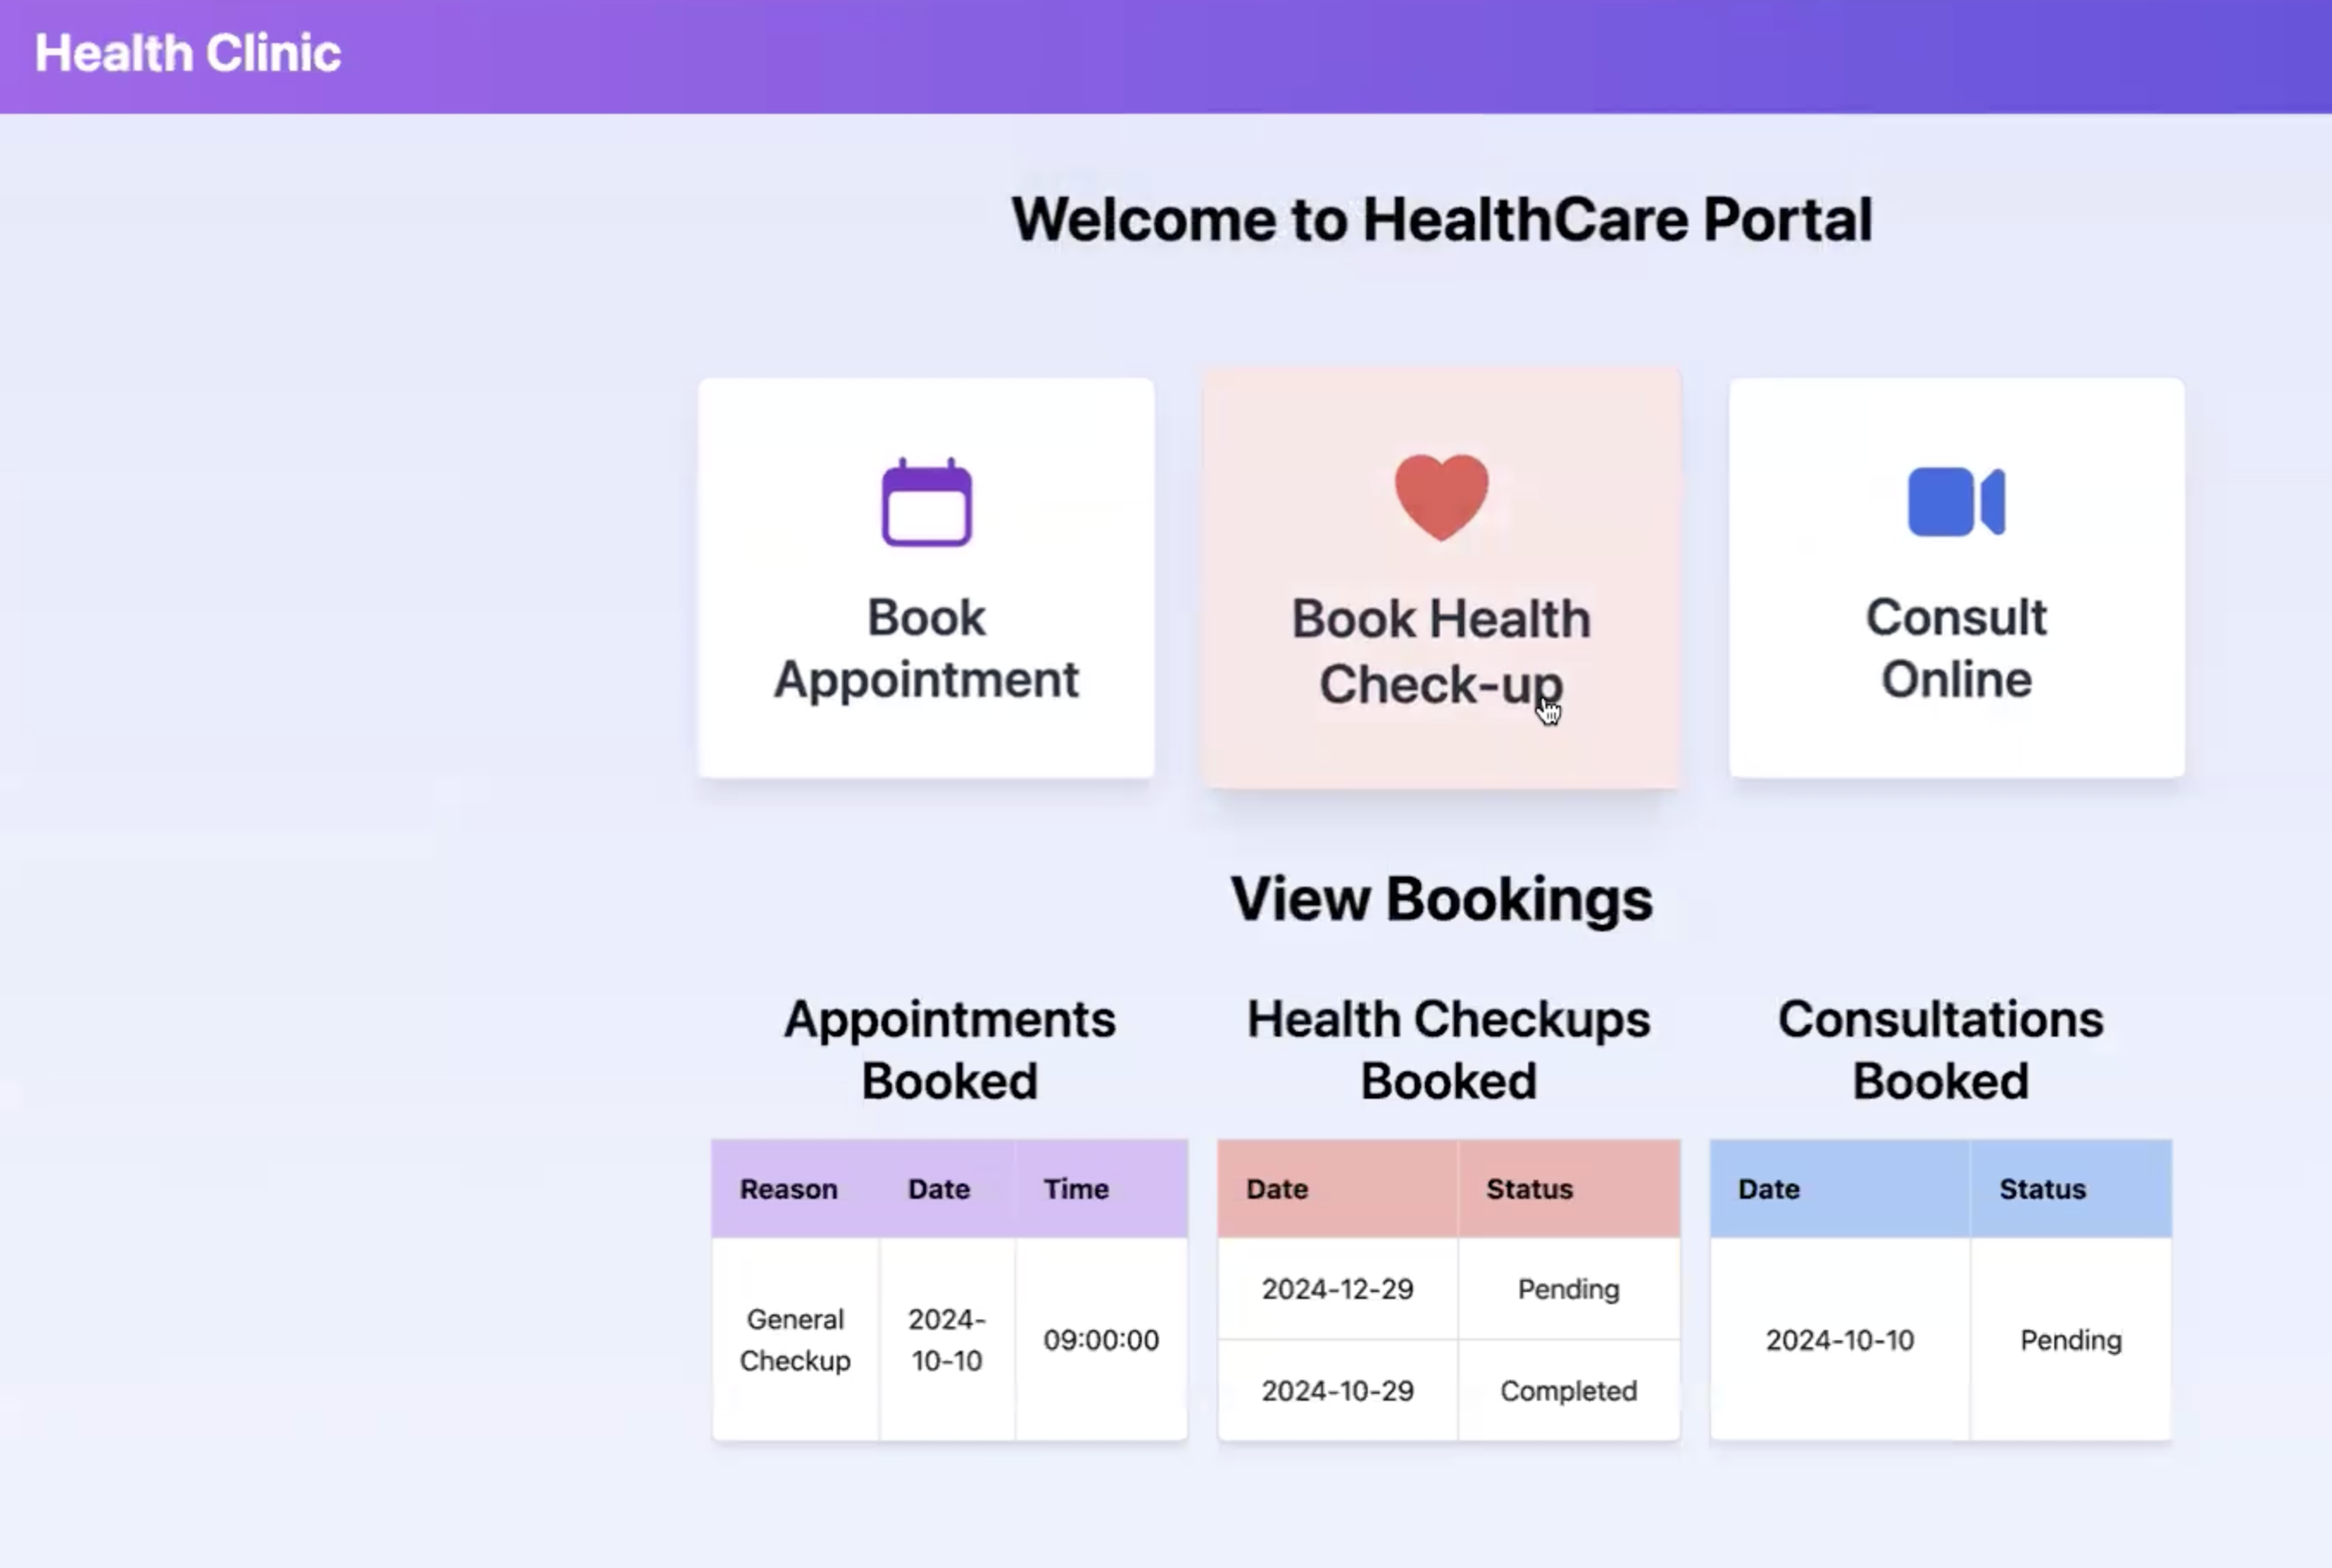 Health Clinic
Welcome to HealthCare Portal
Book
Appointment
Book Health
Check-up
Consult
Online
View Bookings
Appointments
Booked
Reason Date Time
General
Checkup
2024-
10-10
09:00:00
Health Checkups
Booked
Date Status
2024-12-29 Pending
2024-10-29 Completed
Consultations
Booked
Date Status
2024-10-10 Pending